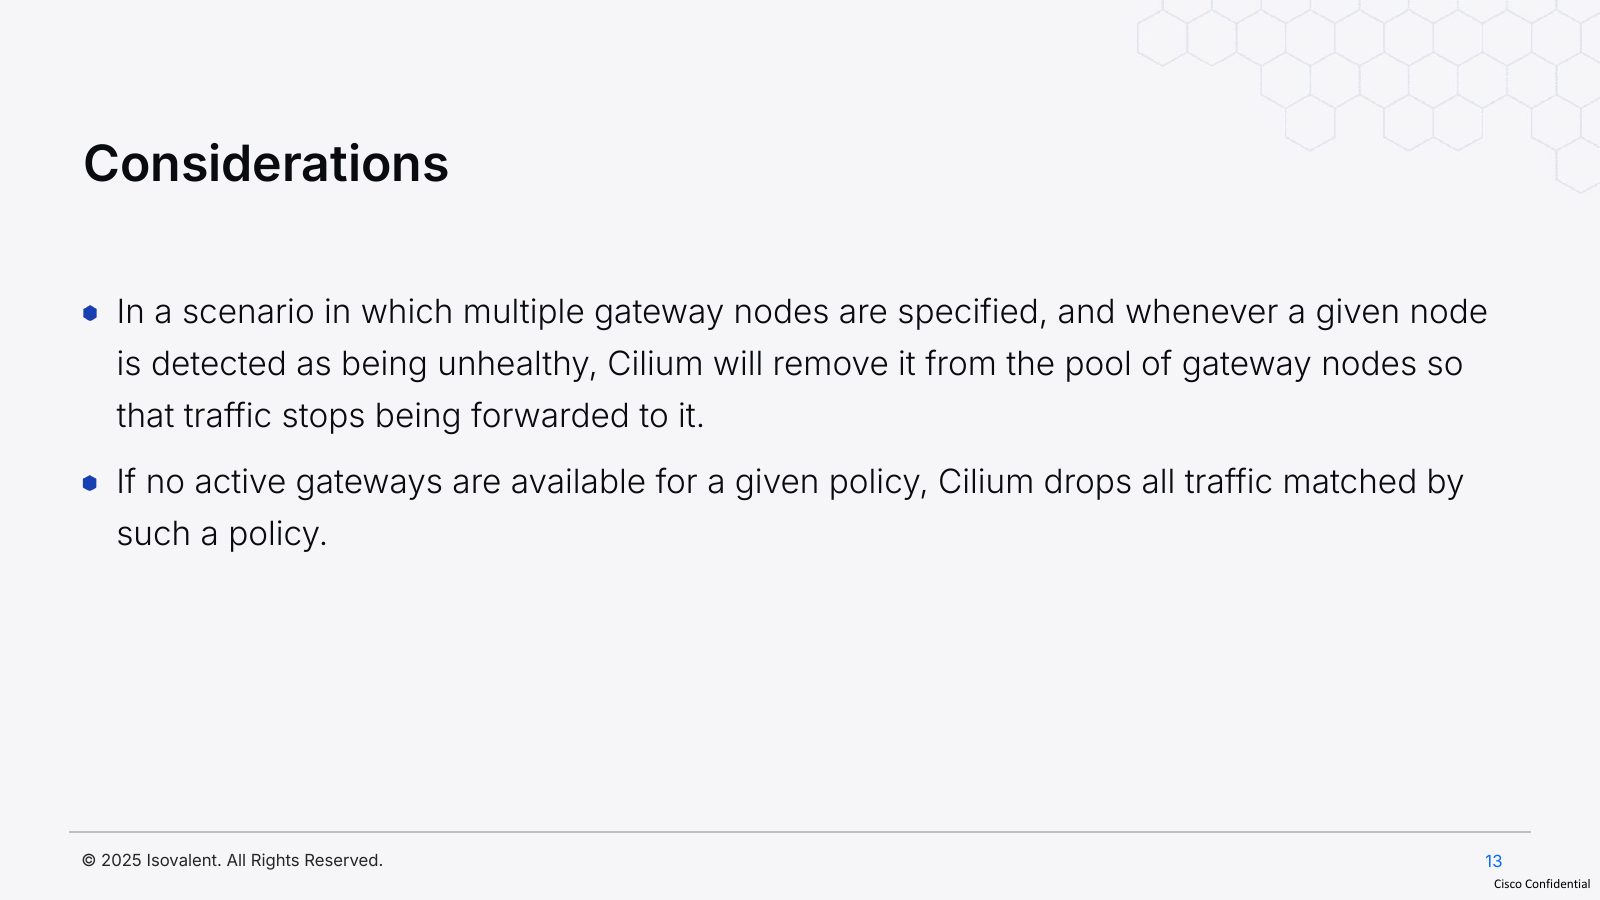 Considerations
In a scenario in which multiple gateway nodes are specified, and whenever a given node
is detected as being unhealthy, Cilium will remove it from the pool of gateway nodes so
that traffic stops being forwarded to it.
If no active gateways are available for a given policy, Cilium drops all traffic matched by
such a policy.
© 2025 Isovalent. All Rights Reserved.
13
Cisco Confidential